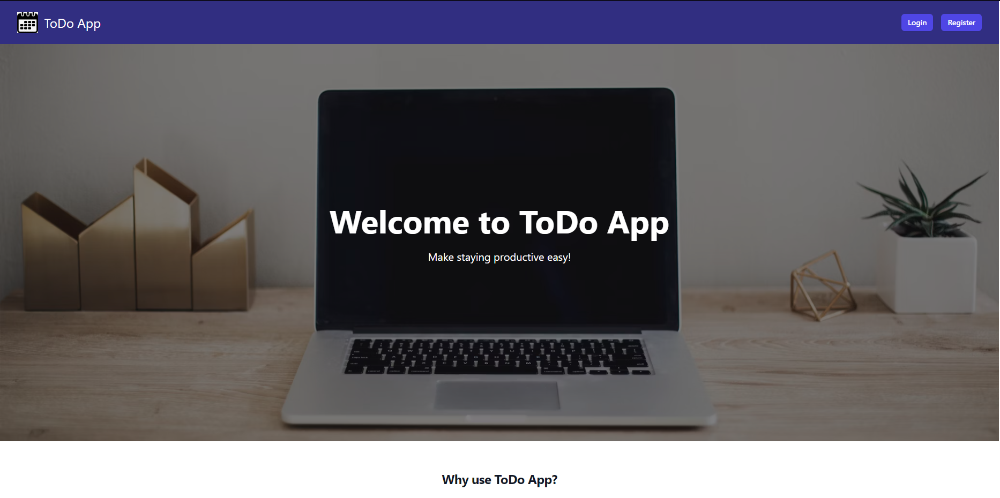 ToDo App
Login
Register
Welcome to ToDo App
Make staying productive easy!
Why use ToDo App?